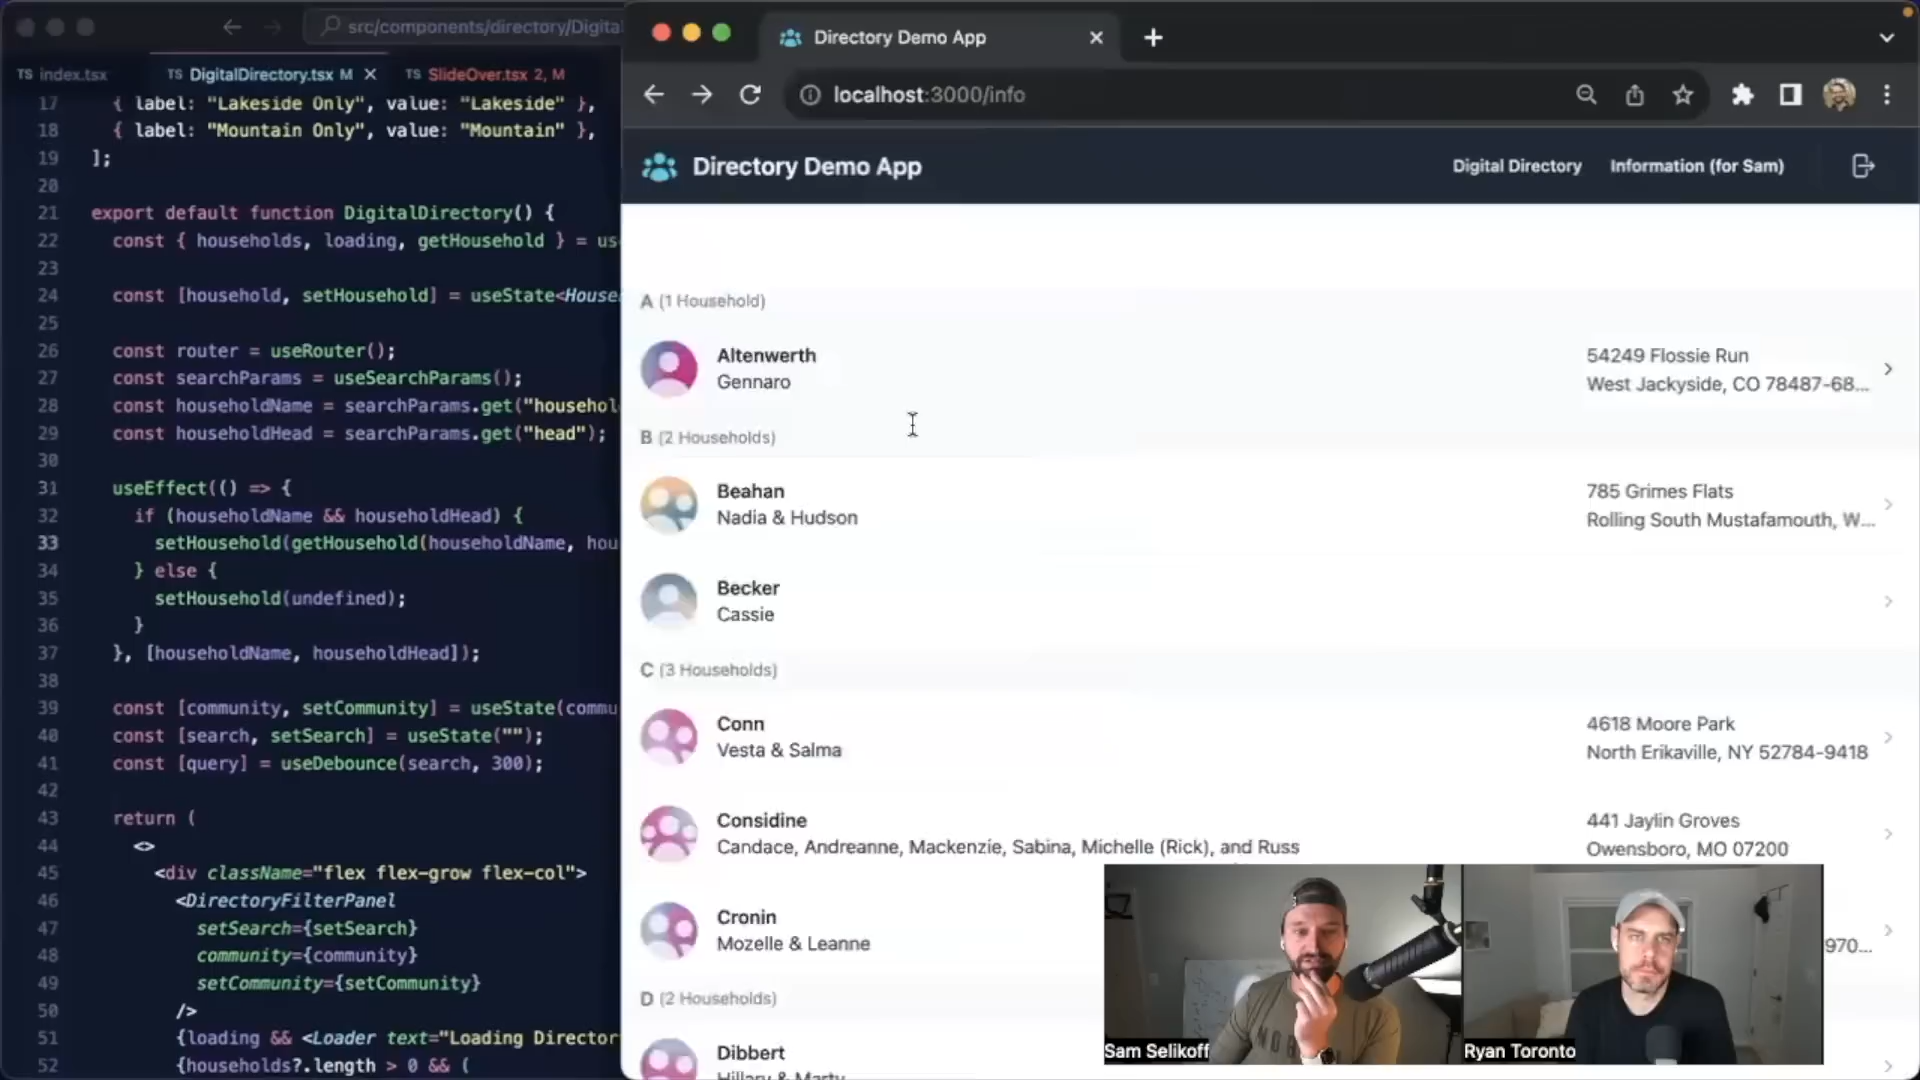 src/components/directory/Digita
TS index.tsx
TS DigitalDirectory.tsx M
TS SlideOver.tsx 2, M
17 { label: "Lakeside Only", value: "Lakeside" },
18 { label: "Mountain Only", value: "Mountain" },
19 ];
20
21 export default function DigitalDirectory() {
22 const { households, loading, getHousehold } = us
23
24 const [household, setHousehold] = useState<House
25
26 const router = useRouter();
27 const searchParams = useSearchParams();
28 const householdName = searchParams.get("househol
29 const householdHead = searchParams.get("head");
30
31 useEffect(() => {
32 if (householdName && householdHead) {
33 setHousehold(getHousehold(householdName, hou
34 } else {
35 setHousehold(undefined);
36 }
37 }, [householdName, householdHead]);
38
39 const [community, setCommunity] = useState(commu
40 const [search, setSearch] = useState("");
41 const [query] = useDebounce(search, 300);
42
43 return (
44 <>
45 <div className="flex flex-grow flex-col">
46 <DirectoryFilterPanel
47 setSearch={setSearch}
48 community={community}
49 setCommunity={setCommunity}
50 />
51 {loading && <Loader text="Loading Director
52 {households?.length > 0 && (
Directory Demo App
localhost:3000/info
Directory Demo App
Digital Directory
Information (for Sam)
A (1 Household)
Altenwerth
Gennaro
54249 Flossie Run
West Jackyside, CO 78487-68...
B (2 Households)
Beahan
Nadia & Hudson
785 Grimes Flats
Rolling South Mustafamouth, W...
Becker
Cassie
C (3 Households)
Conn
Vesta & Salma
4618 Moore Park
North Erikaville, NY 52784-9418
Considine
Candace, Andreanne, Mackenzie, Sabina, Michelle (Rick), and Russ
441 Jaylin Groves
Owensboro, MO 07200
Cronin
Mozelle & Leanne
970...
D (2 Households)
Dibbert
Hillary & Marty
Sam Selikoff
Ryan Toronto